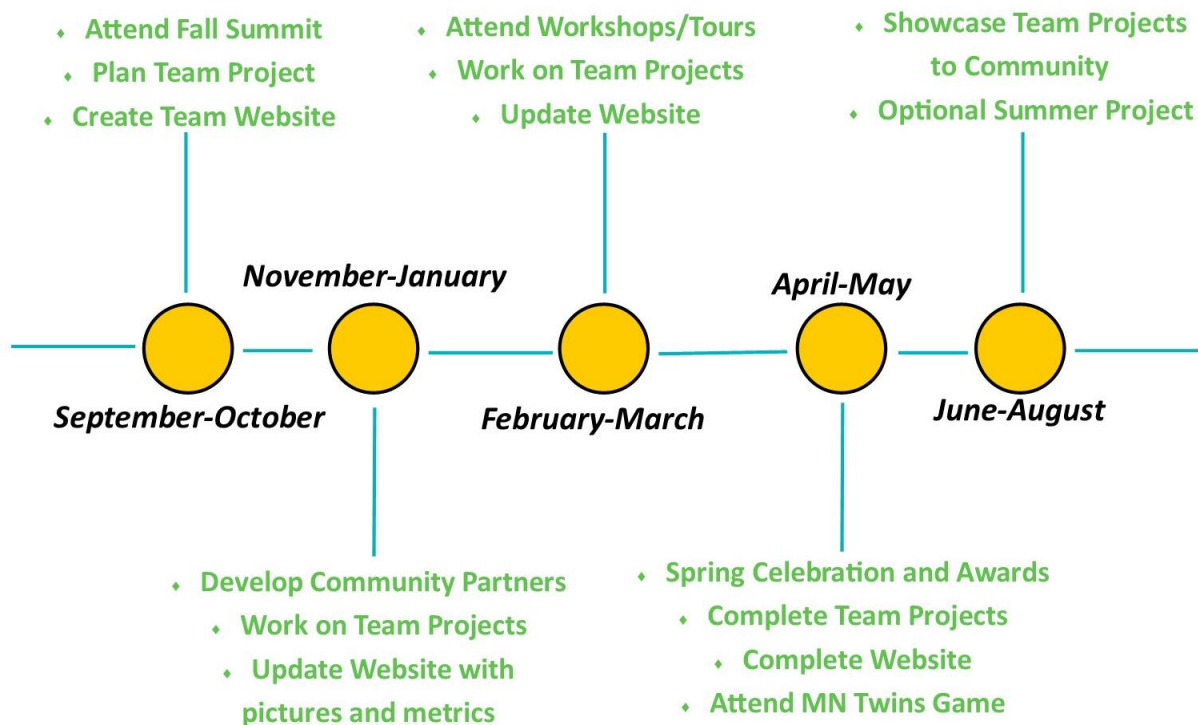 ⬧ Attend Fall Summit
⬧ Plan Team Project
⬧ Create Team Website
⬧ Attend Workshops/Tours
⬧ Work on Team Projects
⬧ Update Website
⬧ Showcase Team Projects
to Community
⬧ Optional Summer Project
November-January
April-May
September-October
February-March
June-August
⬧ Develop Community Partners
⬧ Work on Team Projects
⬧ Update Website with
pictures and metrics
⬧ Spring Celebration and Awards
⬧ Complete Team Projects
⬧ Complete Website
⬧ Attend MN Twins Game